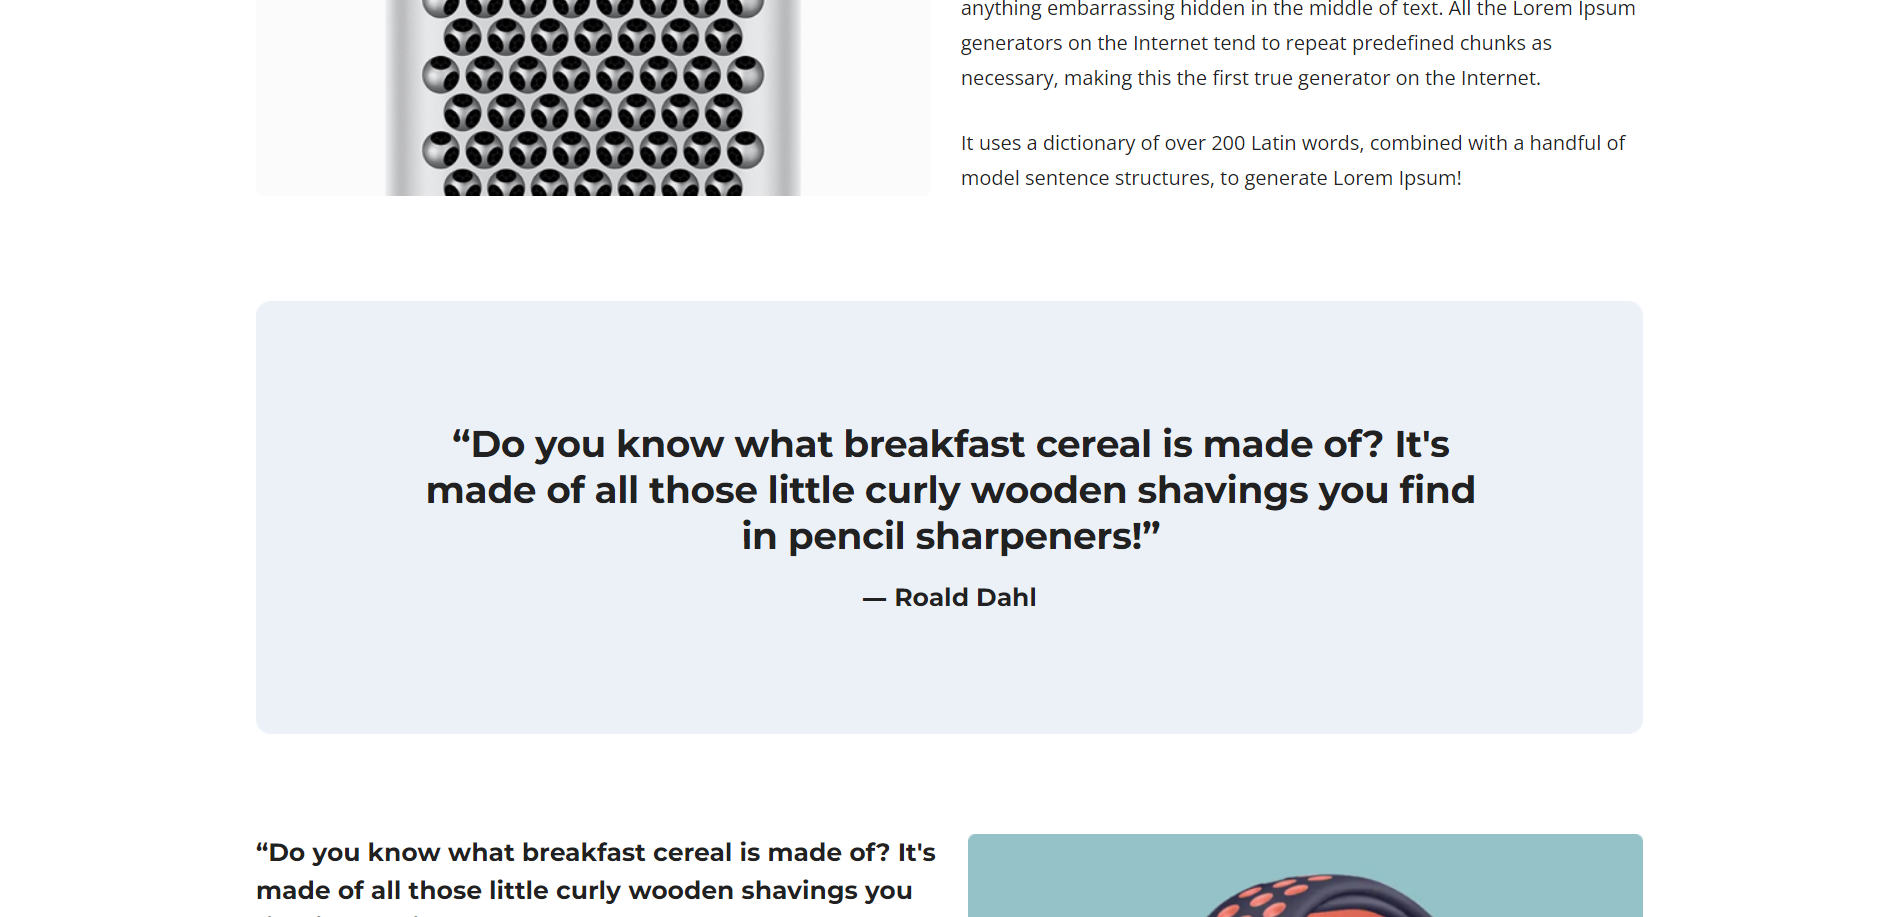 anything embarrassing hidden in the middle of text. All the Lorem Ipsum
generators on the Internet tend to repeat predefined chunks as
necessary, making this the first true generator on the Internet.
It uses a dictionary of over 200 Latin words, combined with a handful of
model sentence structures, to generate Lorem Ipsum!
“Do you know what breakfast cereal is made of? It's
made of all those little curly wooden shavings you find
in pencil sharpeners!”
— Roald Dahl
“Do you know what breakfast cereal is made of? It's
made of all those little curly wooden shavings you